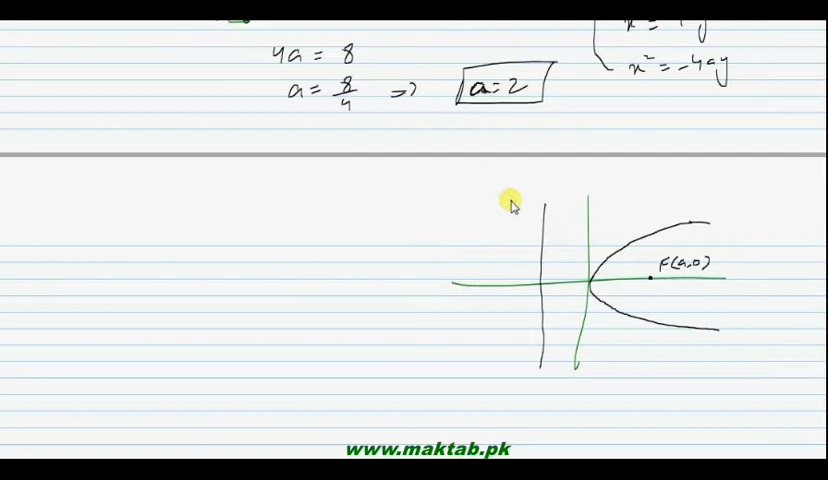 4a = 8
a = 8/4 => a = 2
x² = -4ay
F(a,0)
www.maktab.pk